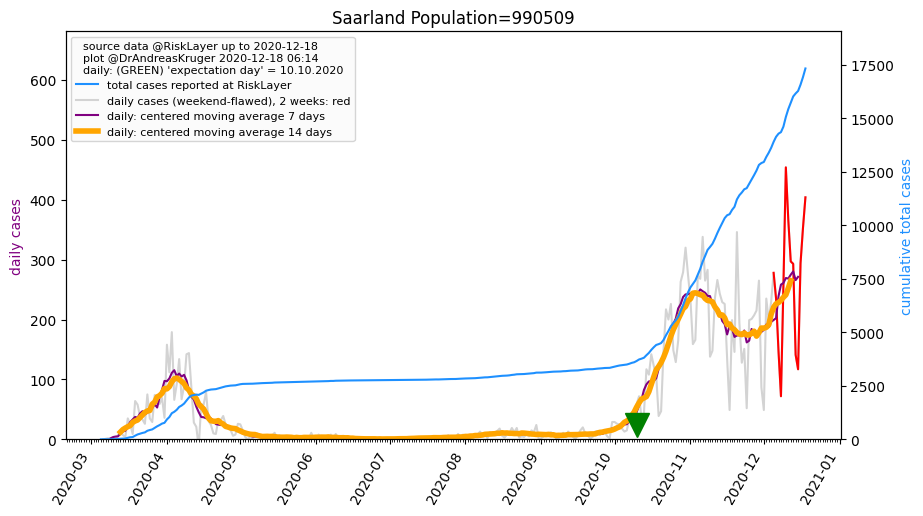 Saarland Population=990509
source data @RiskLayer up to 2020-12-18
plot @DrAndreasKruger 2020-12-18 06:14
daily: (GREEN) 'expectation day' = 10.10.2020
total cases reported at RiskLayer
daily cases (weekend-flawed), 2 weeks: red
daily: centered moving average 7 days
daily: centered moving average 14 days
daily cases
600
500
400
300
200
100
0
17500
15000
12500
10000
7500
5000
2500
0
cumulative total cases
2020-03
2020-04
2020-05
2020-06
2020-07
2020-08
2020-09
2020-10
2020-11
2020-12
2021-01